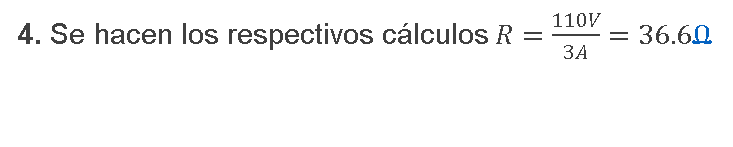 4. Se hacen los respectivos cálculos R = 110V/3A = 36.6Ω